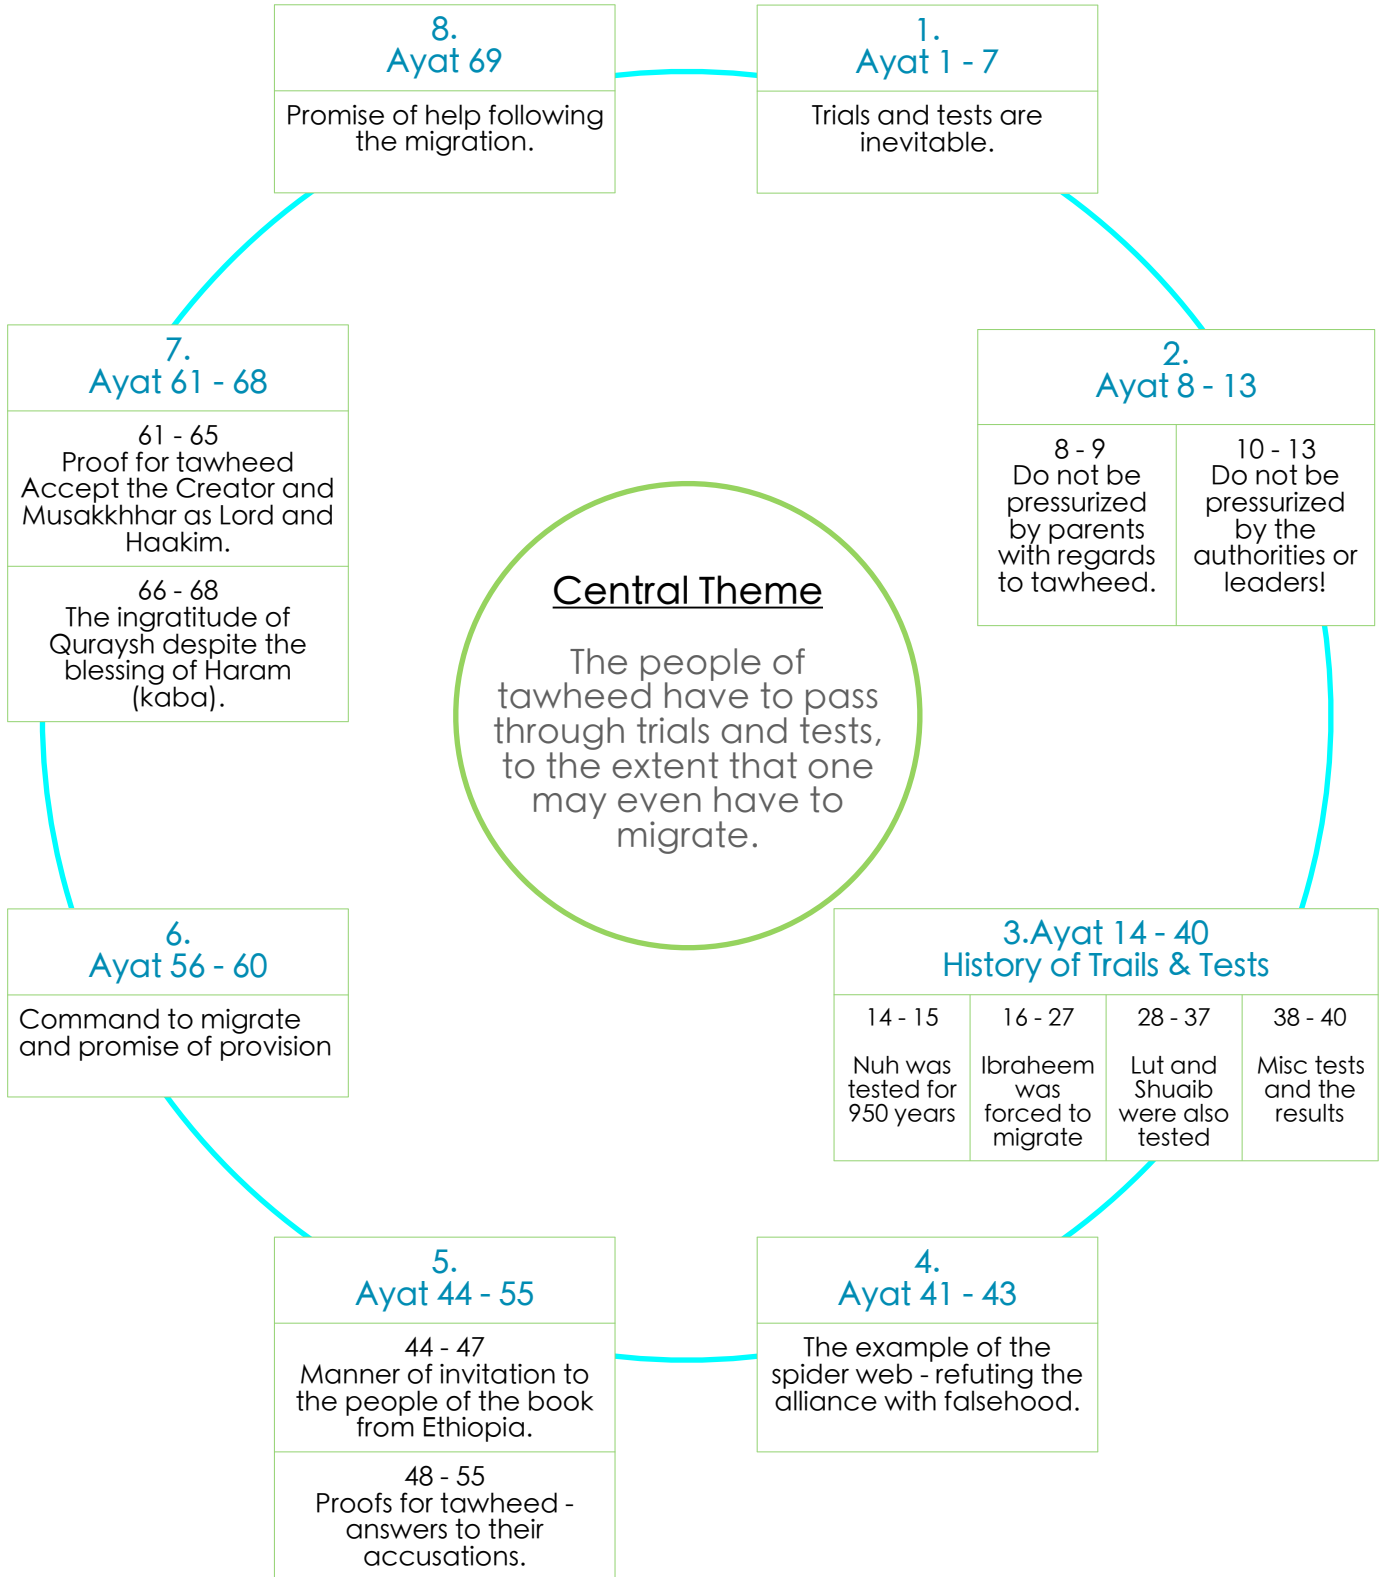 8.
Ayat 69
Promise of help following
the migration.
1.
Ayat 1 - 7
Trials and tests are
inevitable.
2.
Ayat 8 - 13
8 - 9
Do not be
pressurized
by parents
with regards
to tawheed.
10 - 13
Do not be
pressurized
by the
authorities or
leaders!
3.Ayat 14 - 40
History of Trails & Tests
14 - 15
Nuh was
tested for
950 years
16 - 27
Ibraheem
was
forced to
migrate
28 - 37
Lut and
Shuaib
were also
tested
38 - 40
Misc tests
and the
results
4.
Ayat 41 - 43
The example of the
spider web - refuting the
alliance with falsehood.
5.
Ayat 44 - 55
44 - 47
Manner of invitation to
the people of the book
from Ethiopia.
48 - 55
Proofs for tawheed -
answers to their
accusations.
6.
Ayat 56 - 60
Command to migrate
and promise of provision
7.
Ayat 61 - 68
61 - 65
Proof for tawheed
Accept the Creator and
Musakkhhar as Lord and
Haakim.
66 - 68
The ingratitude of
Quraysh despite the
blessing of Haram
(kaba).
Central Theme
The people of
tawheed have to pass
through trials and tests,
to the extent that one
may even have to
migrate.